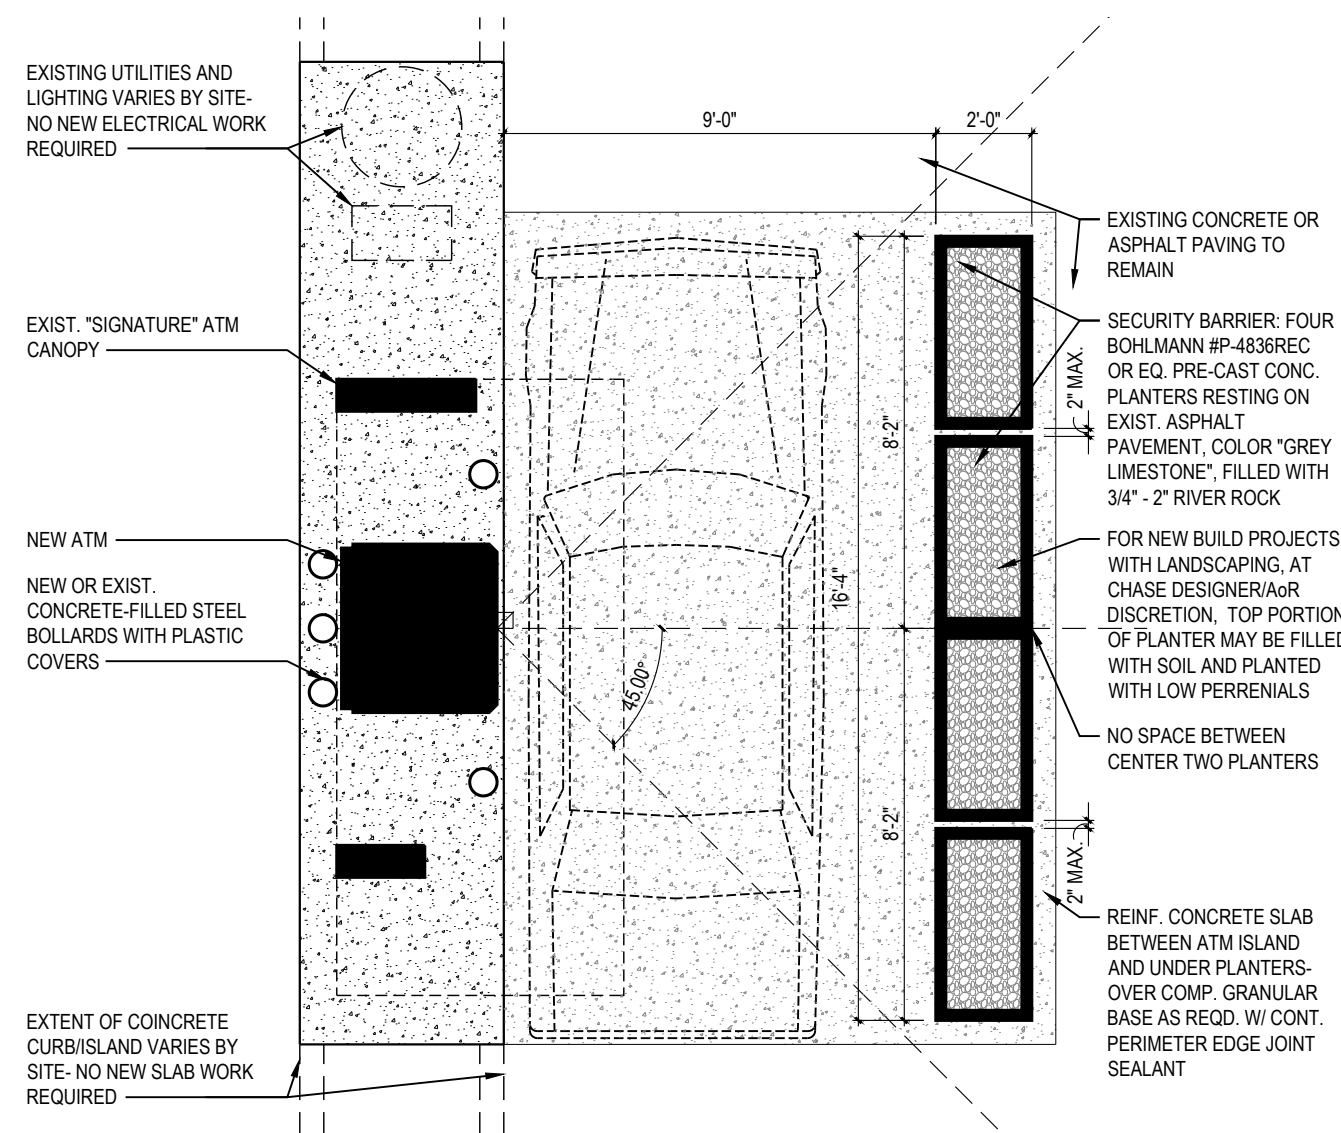 EXISTING UTILITIES AND
LIGHTING VARIES BY SITE-
NO NEW ELECTRICAL WORK
REQUIRED
9'-0"
2'-0"
EXISTING CONCRETE OR
ASPHALT PAVING TO
REMAIN
EXIST. "SIGNATURE" ATM
CANOPY
SECURITY BARRIER: FOUR
BOHLMANN #P-4836REC
OR EQ. PRE-CAST CONC.
PLANTERS RESTING ON
EXIST. ASPHALT
PAVEMENT, COLOR "GREY
LIMESTONE", FILLED WITH
3/4" - 2" RIVER ROCK
2" MAX.
8'-2"
NEW ATM
NEW OR EXIST.
CONCRETE-FILLED STEEL
BOLLARDS WITH PLASTIC
COVERS
16'-4"
45.00°
FOR NEW BUILD PROJECTS
WITH LANDSCAPING, AT
CHASE DESIGNER/AoR
DISCRETION, TOP PORTION
OF PLANTER MAY BE FILLED
WITH SOIL AND PLANTED
WITH LOW PERRENIALS
NO SPACE BETWEEN
CENTER TWO PLANTERS
8'-2"
2" MAX.
REINF. CONCRETE SLAB
BETWEEN ATM ISLAND
AND UNDER PLANTERS-
OVER COMP. GRANULAR
BASE AS REQD. W/ CONT.
PERIMETER EDGE JOINT
SEALANT
EXTENT OF COINCRETE
CURB/ISLAND VARIES BY
SITE- NO NEW SLAB WORK
REQUIRED